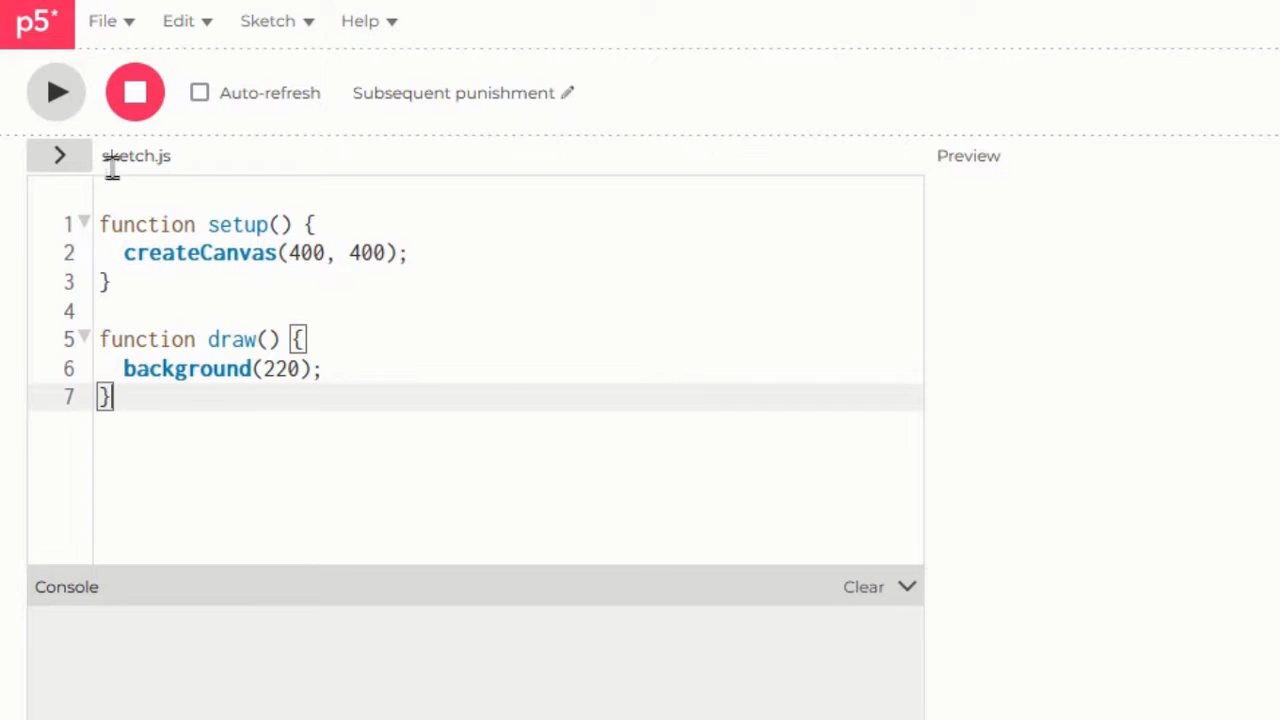 p5*
File Edit Sketch Help
Auto-refresh Subsequent punishment
sketch.js Preview
1 function setup() {
2 createCanvas(400, 400);
3 }
4
5 function draw() {
6 background(220);
7 }
Console Clear